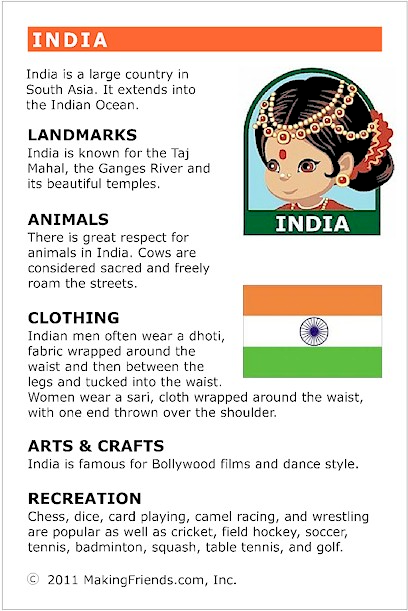 INDIA
India is a large country in
South Asia. It extends into
the Indian Ocean.
LANDMARKS
India is known for the Taj
Mahal, the Ganges River and
its beautiful temples.
INDIA
ANIMALS
There is great respect for
animals in India. Cows are
considered sacred and freely
roam the streets.
CLOTHING
Indian men often wear a dhoti,
fabric wrapped around the
waist and then between the
legs and tucked into the waist.
Women wear a sari, cloth wrapped around the waist,
with one end thrown over the shoulder.
ARTS & CRAFTS
India is famous for Bollywood films and dance style.
RECREATION
Chess, dice, card playing, camel racing, and wrestling
are popular as well as cricket, field hockey, soccer,
tennis, badminton, squash, table tennis, and golf.
© 2011 MakingFriends.com, Inc.